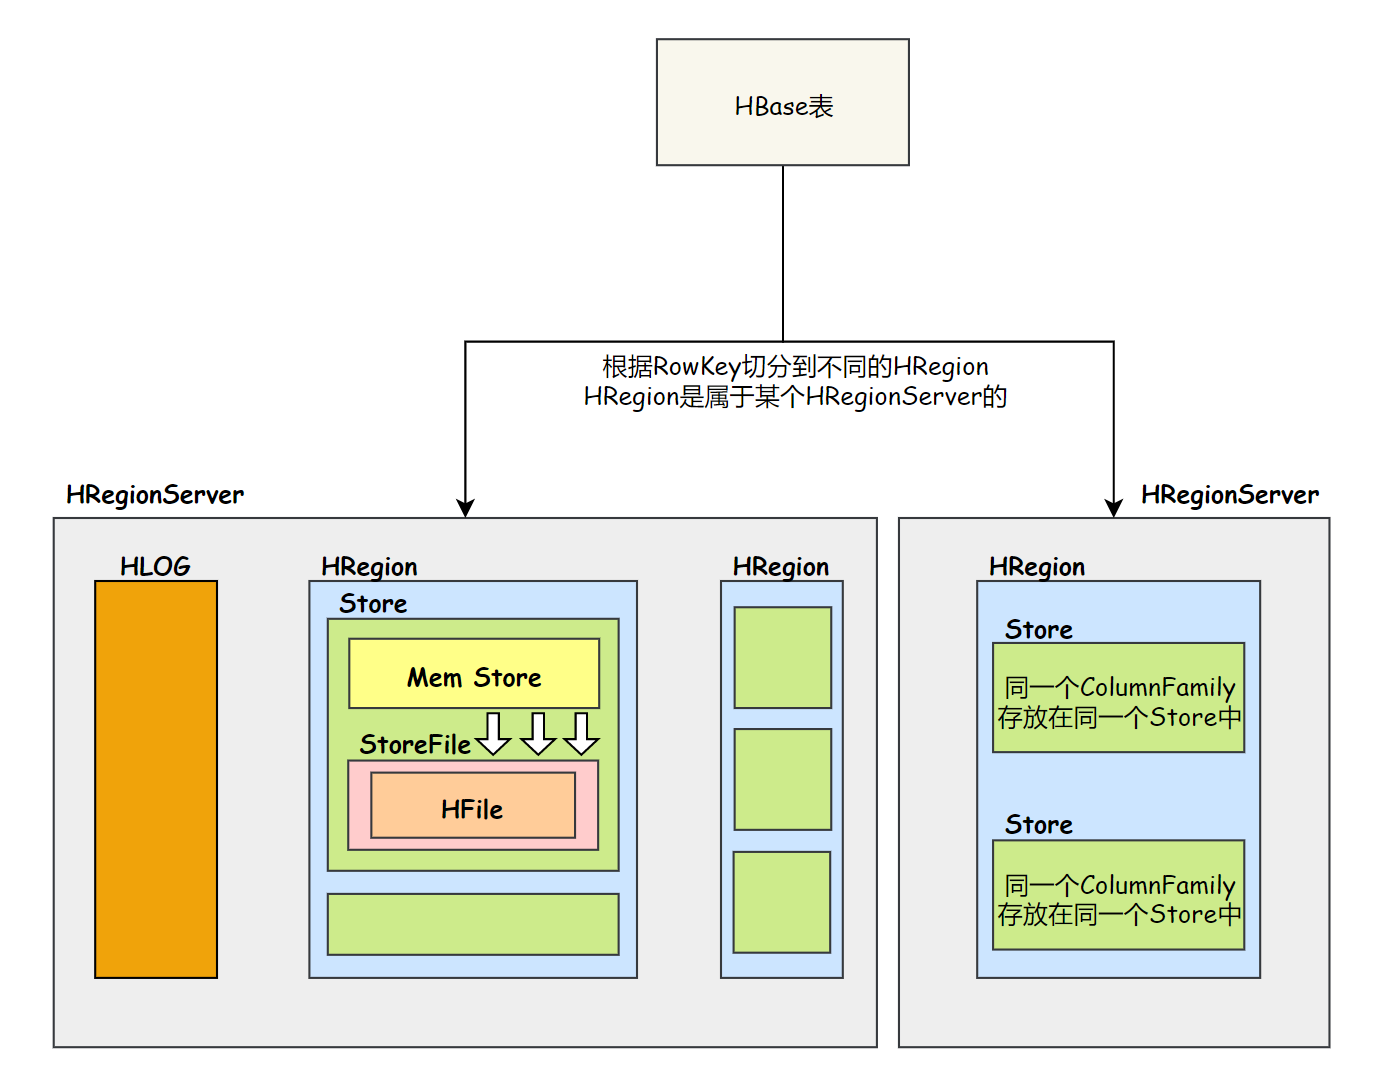 HBase表
根据RowKey切分到不同的HRegion
HRegion是属于某个HRegionServer的
HRegionServer
HLOG
HRegion
Store
Mem Store
StoreFile
HFile
HRegion
HRegionServer
HRegion
Store
同一个ColumnFamily
存放在同一个Store中
Store
同一个ColumnFamily
存放在同一个Store中